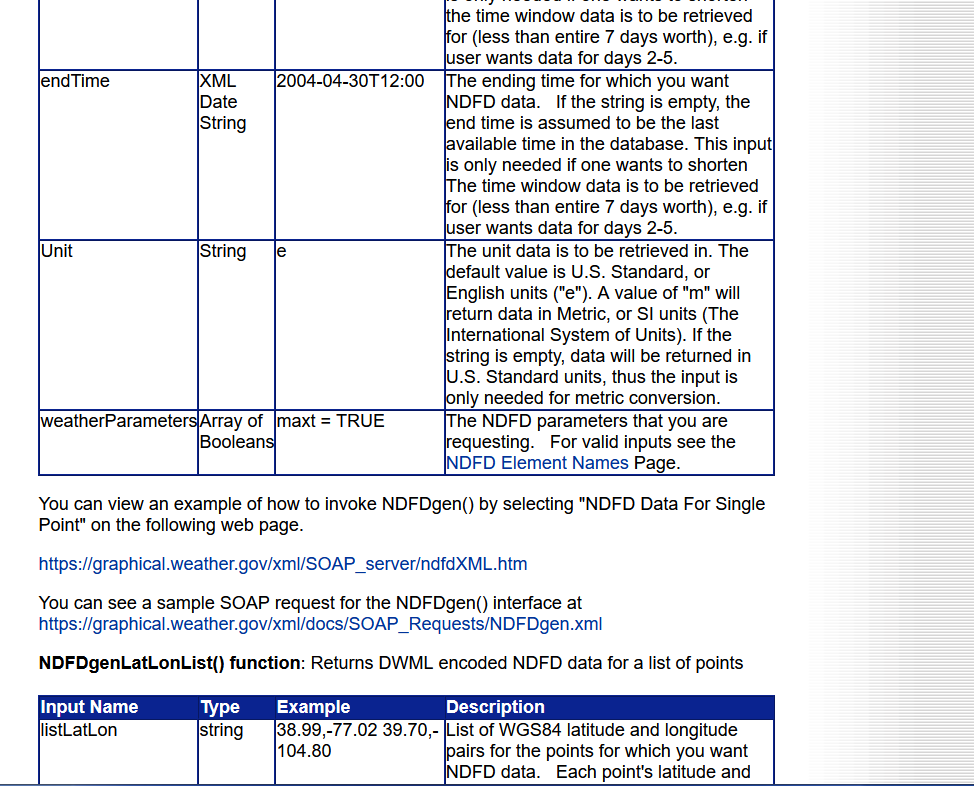 the time window data is to be retrieved
for (less than entire 7 days worth), e.g. if
user wants data for days 2-5.
endTime
XML
Date
String
2004-04-30T12:00
The ending time for which you want
NDFD data.   If the string is empty, the
end time is assumed to be the last
available time in the database. This input
is only needed if one wants to shorten
The time window data is to be retrieved
for (less than entire 7 days worth), e.g. if
user wants data for days 2-5.
Unit
String
e
The unit data is to be retrieved in. The
default value is U.S. Standard, or
English units ("e"). A value of "m" will
return data in Metric, or SI units (The
International System of Units). If the
string is empty, data will be returned in
U.S. Standard units, thus the input is
only needed for metric conversion.
weatherParameters
Array of
Booleans
maxt = TRUE
The NDFD parameters that you are
requesting.   For valid inputs see the
NDFD Element Names Page.
You can view an example of how to invoke NDFDgen() by selecting "NDFD Data For Single
Point" on the following web page.
https://graphical.weather.gov/xml/SOAP_server/ndfdXML.htm
You can see a sample SOAP request for the NDFDgen() interface at
https://graphical.weather.gov/xml/docs/SOAP_Requests/NDFDgen.xml
NDFDgenLatLonList() function: Returns DWML encoded NDFD data for a list of points
Input Name
Type
Example
Description
listLatLon
string
38.99,-77.02 39.70,-
104.80
List of WGS84 latitude and longitude
pairs for the points for which you want
NDFD data.   Each point's latitude and